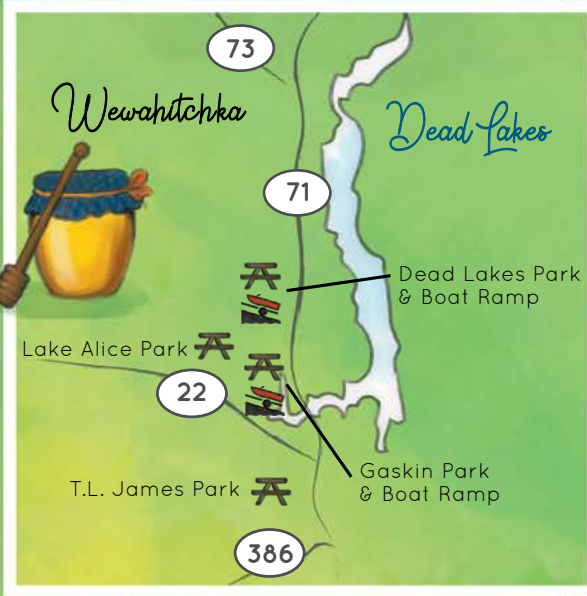 73
Wewahitchka
Dead Lakes
71
Dead Lakes Park
& Boat Ramp
Lake Alice Park
22
Gaskin Park
& Boat Ramp
T.L. James Park
386